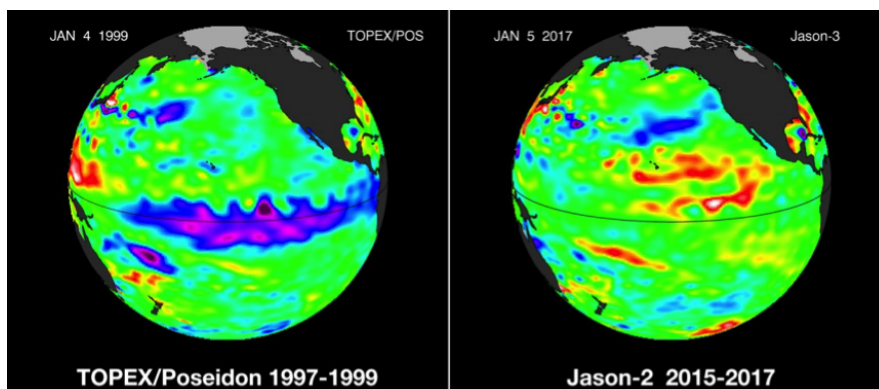 JAN 4 1999
TOPEX/POS
TOPEX/Poseidon 1997-1999
JAN 5 2017
Jason-3
Jason-2 2015-2017